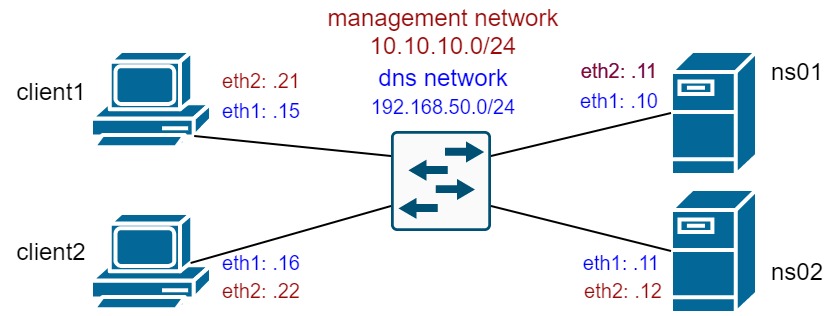 management network
10.10.10.0/24
dns network
192.168.50.0/24
client1
eth2: .21
eth1: .15
eth2: .11
eth1: .10
ns01
client2
eth1: .16
eth2: .22
eth1: .11
eth2: .12
ns02